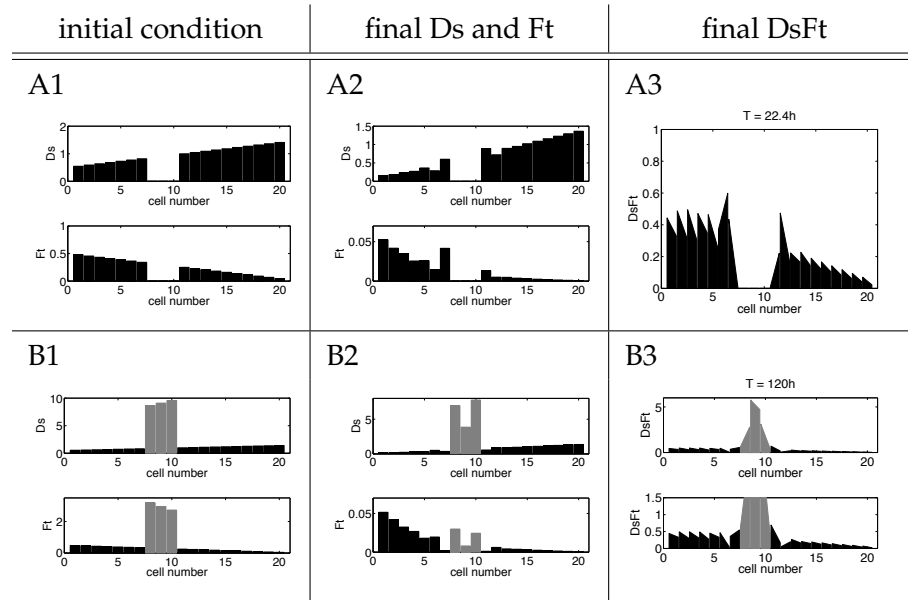 initial condition
final Ds and Ft
final DsFt
A1
A2
A3
2
1
0
Ds
0 5 10 15 20
cell number
1
0.5
0
Ft
0 5 10 15 20
cell number
1.5
1
0.5
0
Ds
0 5 10 15 20
cell number
0.05
0
Ft
0 5 10 15 20
cell number
T = 22.4h
1
0.8
0.6
0.4
0.2
0
DsFt
0 5 10 15 20
cell number
B1
B2
B3
10
5
0
Ds
0 5 10 15 20
cell number
2
0
Ft
0 5 10 15 20
cell number
5
0
Ds
0 5 10 15 20
cell number
0.05
0
Ft
0 5 10 15 20
cell number
T = 120h
5
0
DsFt
0 5 10 15 20
cell number
1.5
1
0.5
0
DsFt
0 5 10 15 20
cell number